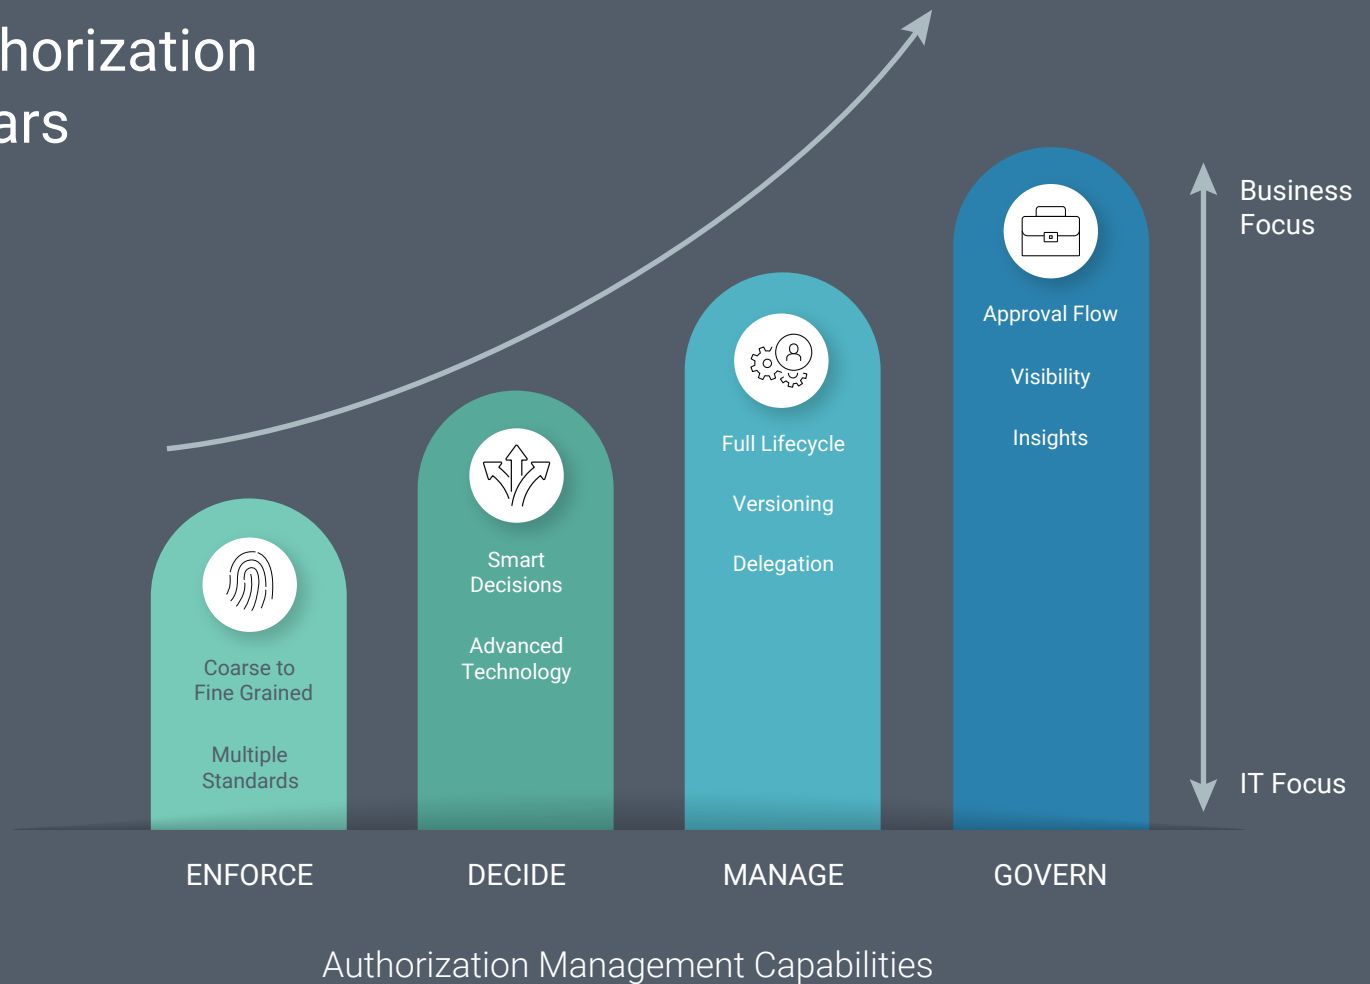 horization
ars
Business
Focus
Approval Flow
Visibility
Insights
Full Lifecycle
Versioning
Delegation
Smart
Decisions
Advanced
Technology
Coarse to
Fine Grained
Multiple
Standards
IT Focus
ENFORCE
DECIDE
MANAGE
GOVERN
Authorization Management Capabilities